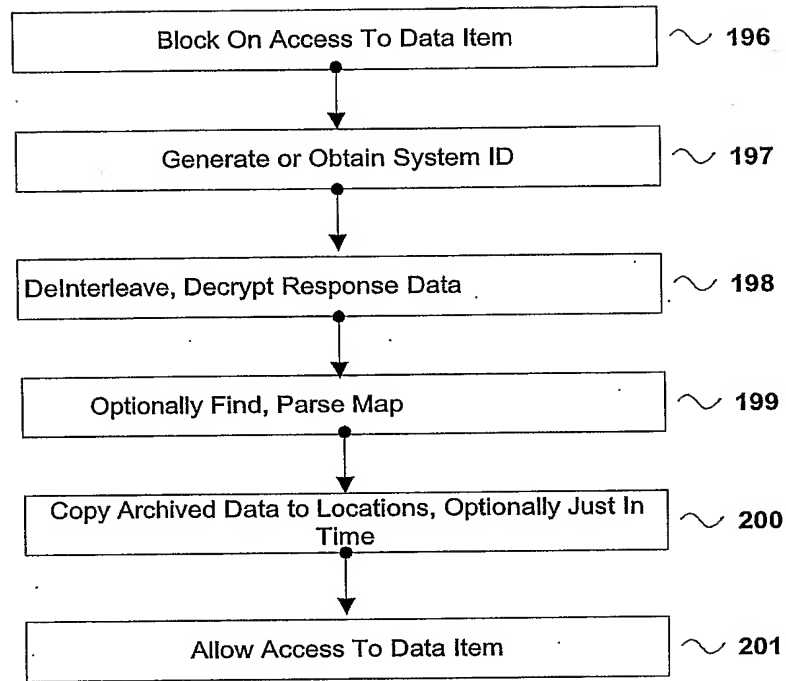 Block On Access To Data Item 196
Generate or Obtain System ID 197
DeInterleave, Decrypt Response Data 198
Optionally Find, Parse Map 199
Copy Archived Data to Locations, Optionally Just In
Time 200
Allow Access To Data Item 201